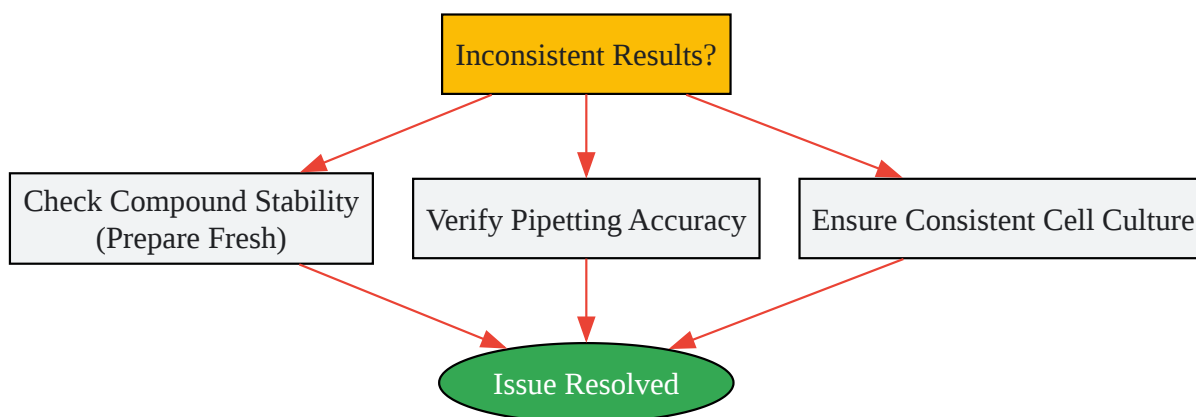 Inconsistent Results?
Check Compound Stability
(Prepare Fresh)
Verify Pipetting Accuracy
Ensure Consistent Cell Culture
Issue Resolved